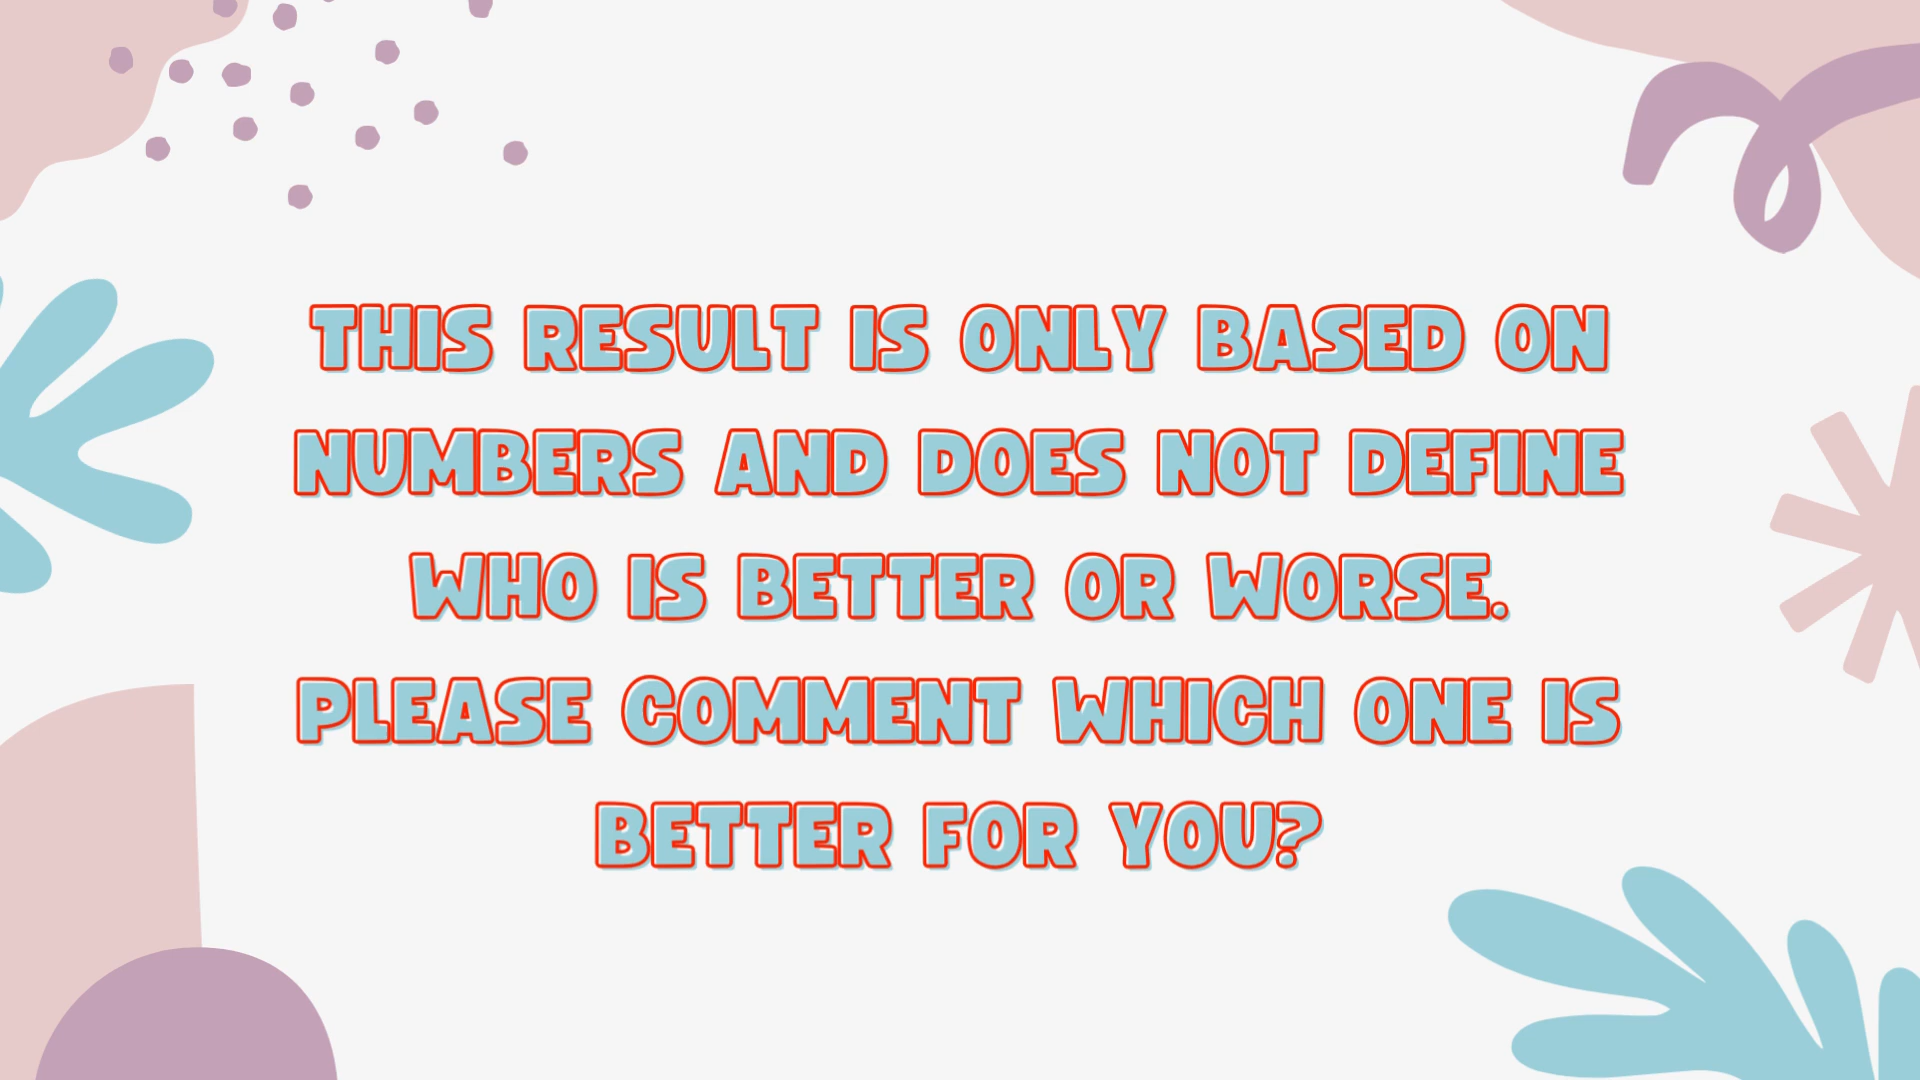 THIS RESULT IS ONLY BASED ON
NUMBERS AND DOES NOT DEFINE
WHO IS BETTER OR WORSE.
PLEASE COMMENT WHICH ONE IS
BETTER FOR YOU?